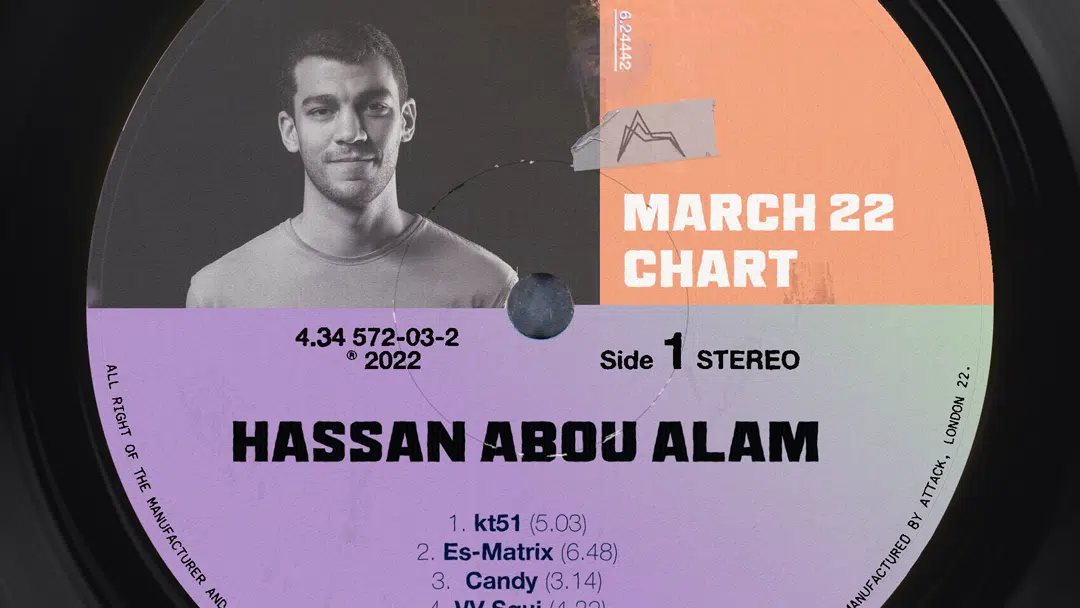 6.24442
MARCH 22
CHART
4.34 572-03-2
® 2022
Side 1 STEREO
HASSAN ABOU ALAM
1. kt51 (5.03)
2. Es-Matrix (6.48)
3. Candy (3.14)
ALL RIGHT OF THE MANUFACTURER AND
MANUFACTURED BY ATTACK, LONDON 22.